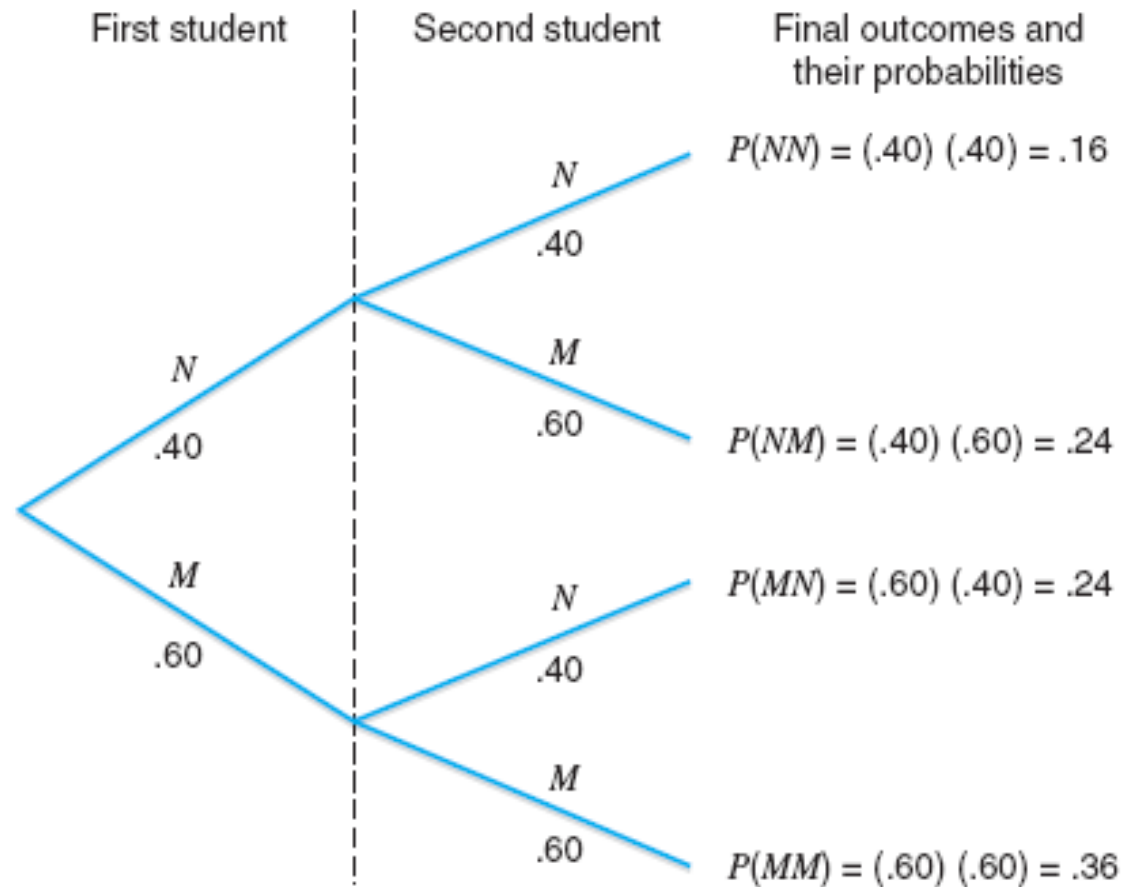 First student
Second student
Final outcomes and
their probabilities
P(NN) = (.40) (.40) = .16
N
.40
M
.60
P(NM) = (.40) (.60) = .24
N
.40
M
.60
P(MN) = (.60) (.40) = .24
N
.40
M
.60
P(MM) = (.60) (.60) = .36